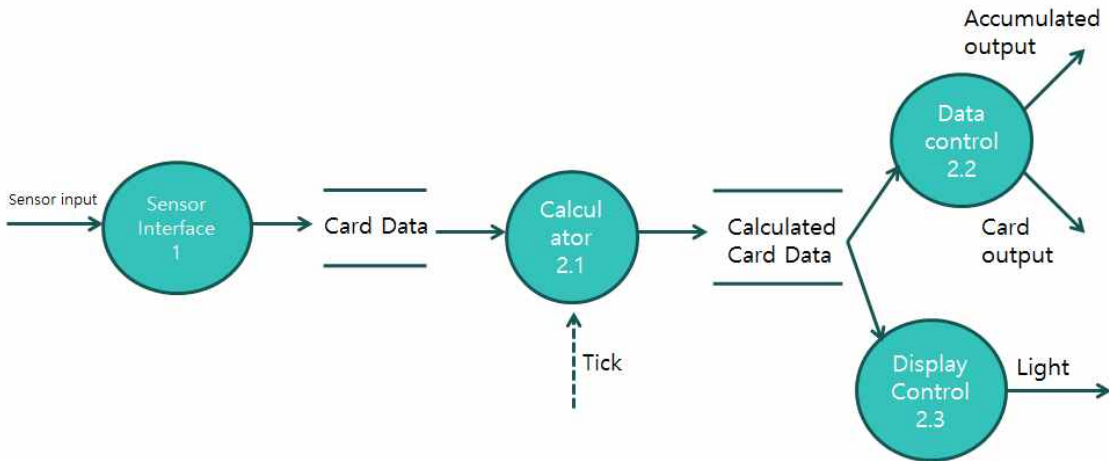 Sensor input
Sensor
Interface
1
Card Data
Calcul
ator
2.1
Tick
Calculated
Card Data
Data
control
2.2
Accumulated
output
Card
output
Display
Control
2.3
Light